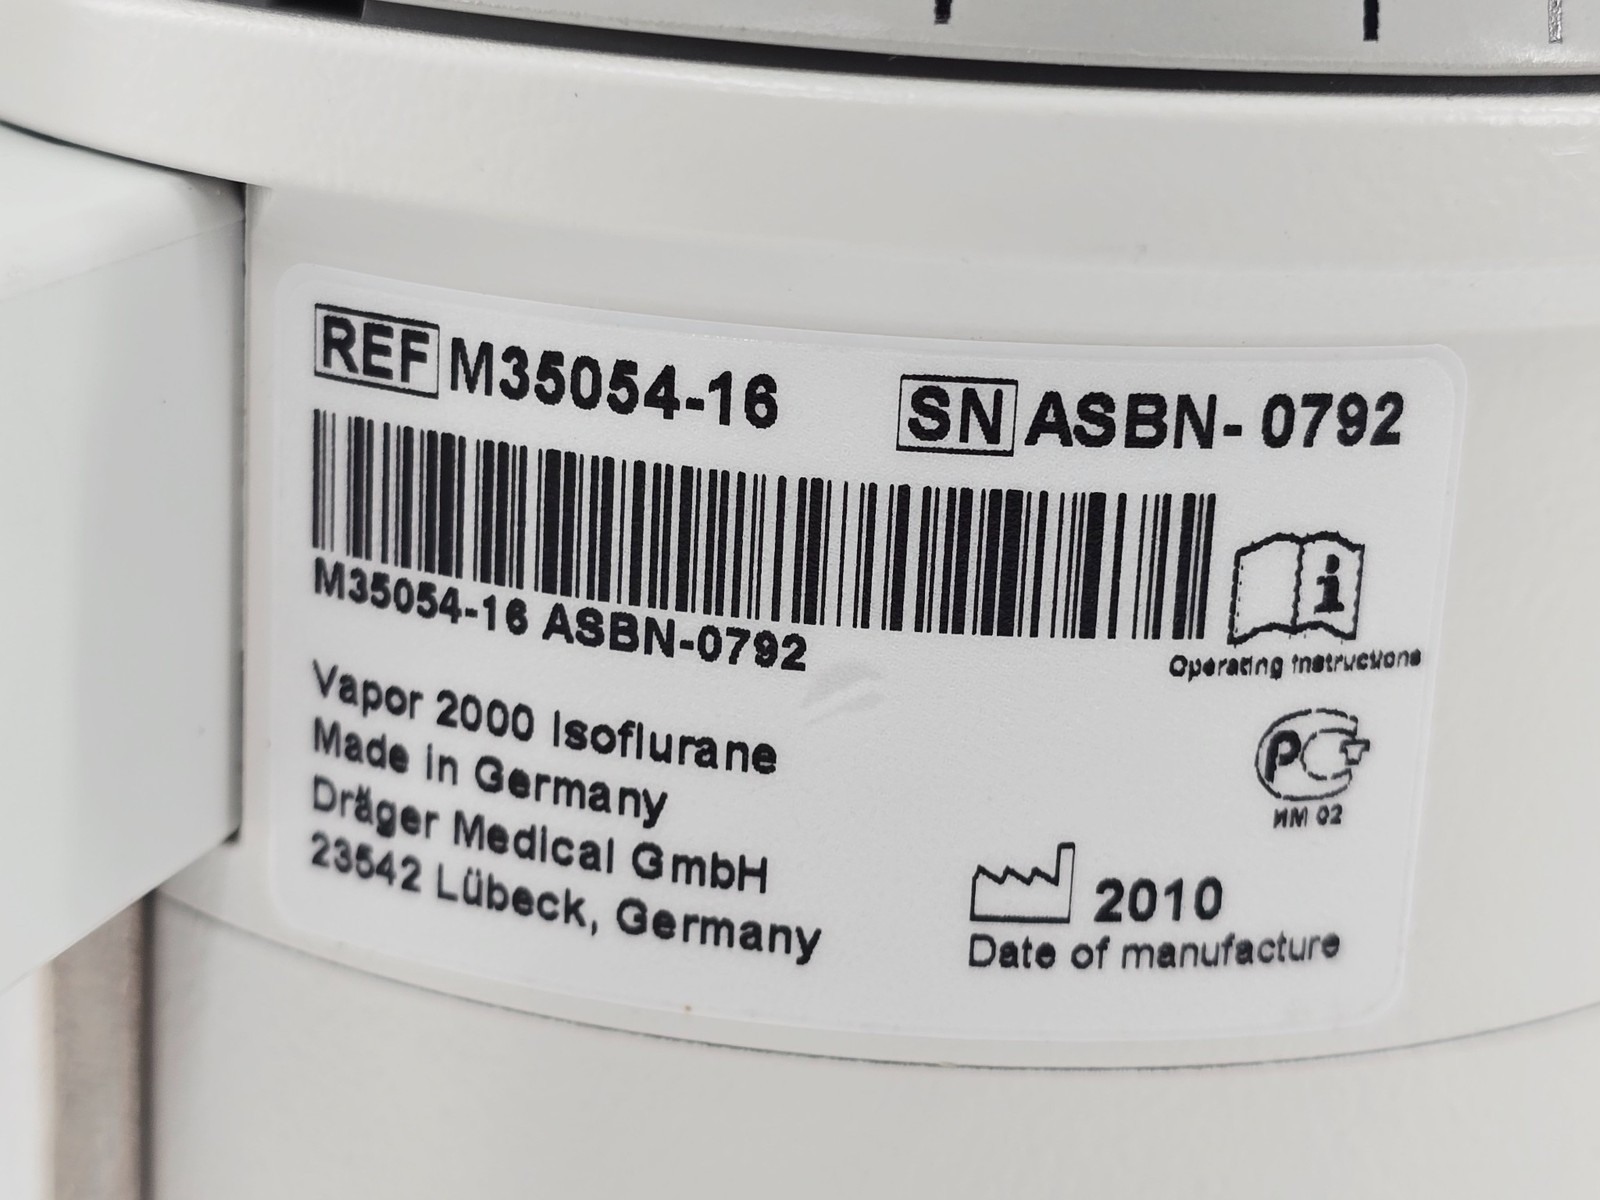 REF M35054-16 SN ASBN- 0792
M35054-16 ASBN-0792
Operating instructions
Vapor 2000 Isoflurane
Made in Germany
Dräger Medical GmbH
23542 Lübeck, Germany
РСТ
ИМ 02
2010
Date of manufacture